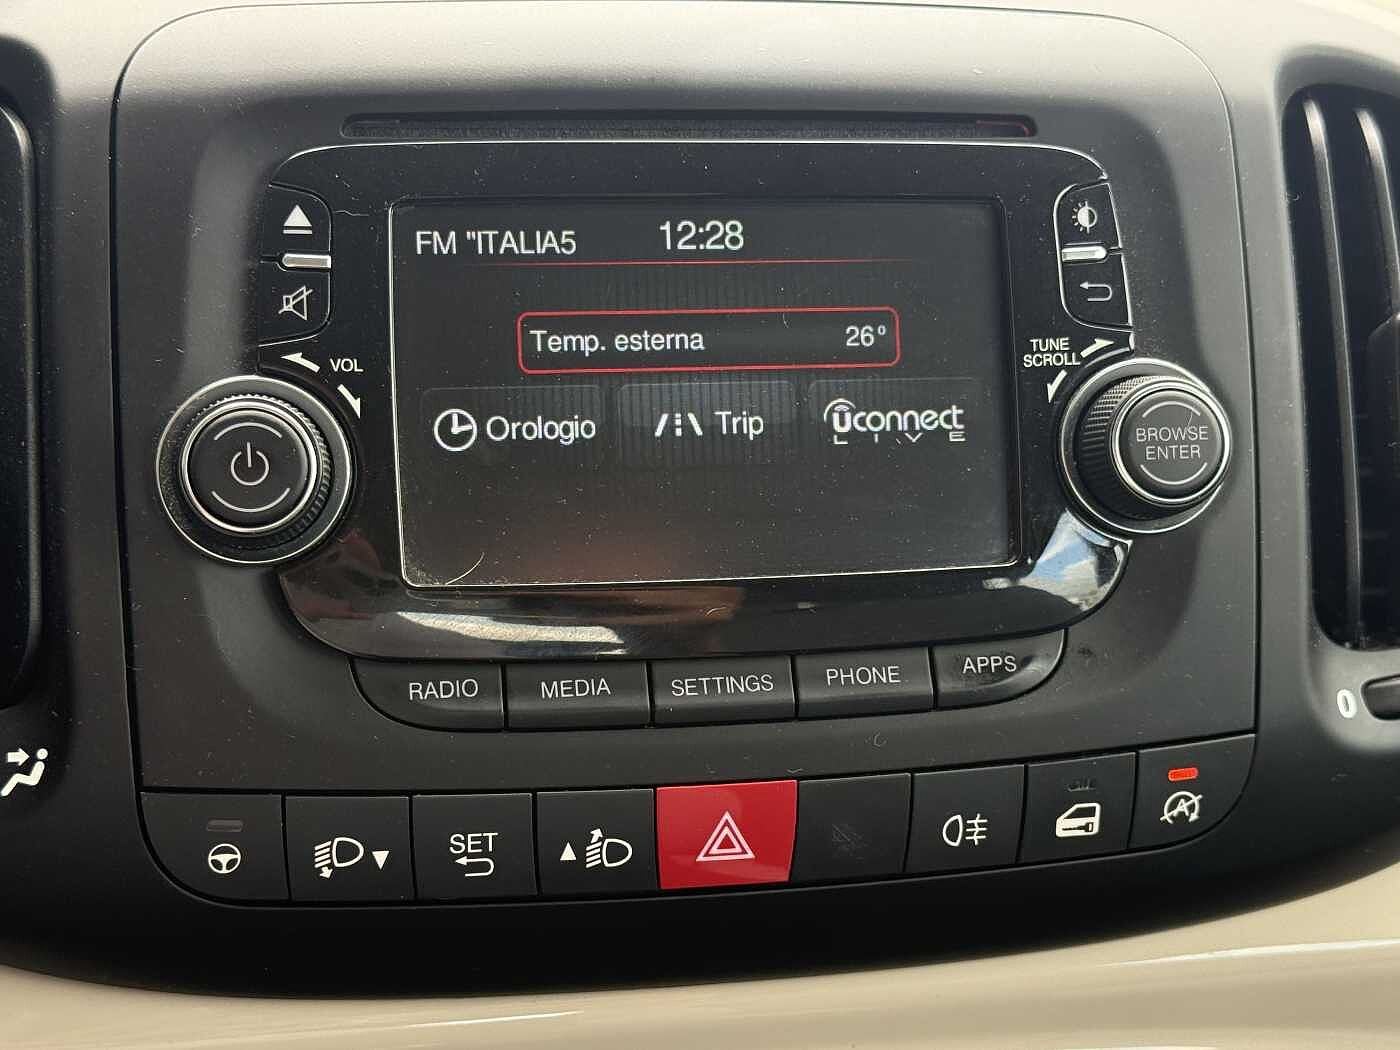 FM "ITALIA5
12:28
Temp. esterna 26°
Orologio
Trip
uconnect
LIVE
VOL
TUNE
SCROLL
BROWSE
ENTER
RADIO
MEDIA
SETTINGS
PHONE
APPS
0
SET
A